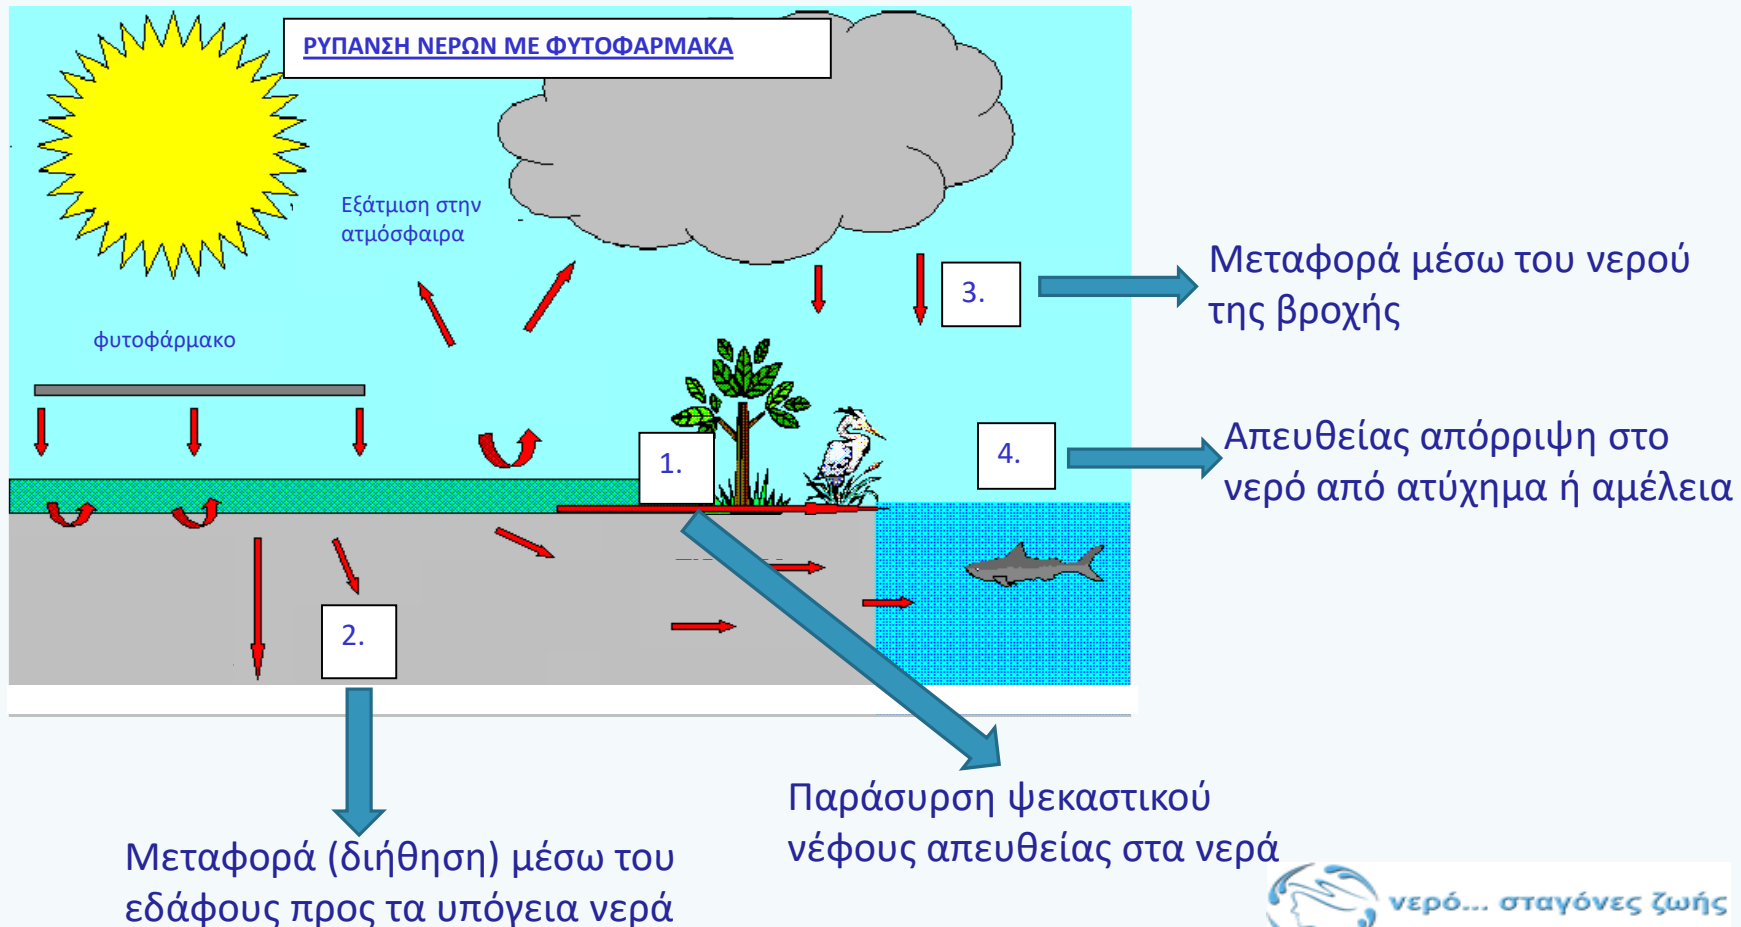 ΡΥΠΑΝΣΗ ΝΕΡΩΝ ΜΕ ΦΥΤΟΦΑΡΜΑΚΑ
Εξάτμιση στην
ατμόσφαιρα
φυτοφάρμακο
3.
Μεταφορά μέσω του νερού
της βροχής
1.
4.
Απευθείας απόρριψη στο
νερό από ατύχημα ή αμέλεια
2.
Παράσυρση ψεκαστικού
νέφους απευθείας στα νερά
Μεταφορά (διήθηση) μέσω του
εδάφους προς τα υπόγεια νερά
νερό... σταγόνες ζωής